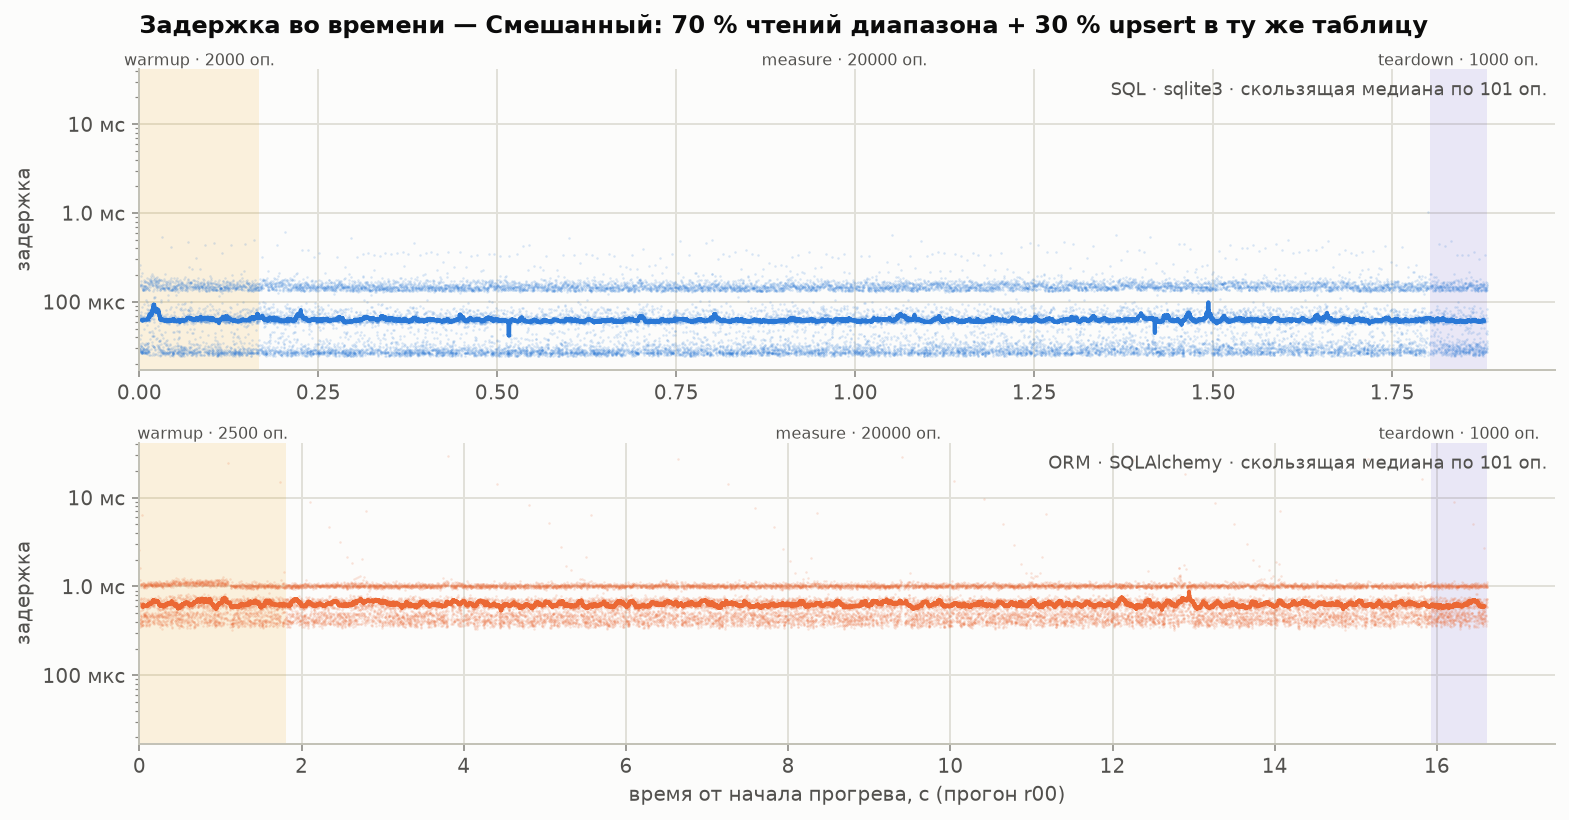 Задержка во времени — Смешанный: 70 % чтений диапазона + 30 % upsert в ту же таблицу
warmup · 2000 оп.
measure · 20000 оп.
teardown · 1000 оп.
SQL · sqlite3 · скользящая медиана по 101 оп.
10 мс
1.0 мс
100 мкс
задержка
0.00 0.25 0.50 0.75 1.00 1.25 1.50 1.75
warmup · 2500 оп.
measure · 20000 оп.
teardown · 1000 оп.
ORM · SQLAlchemy · скользящая медиана по 101 оп.
10 мс
1.0 мс
100 мкс
задержка
0 2 4 6 8 10 12 14 16
время от начала прогрева, с (прогон r00)